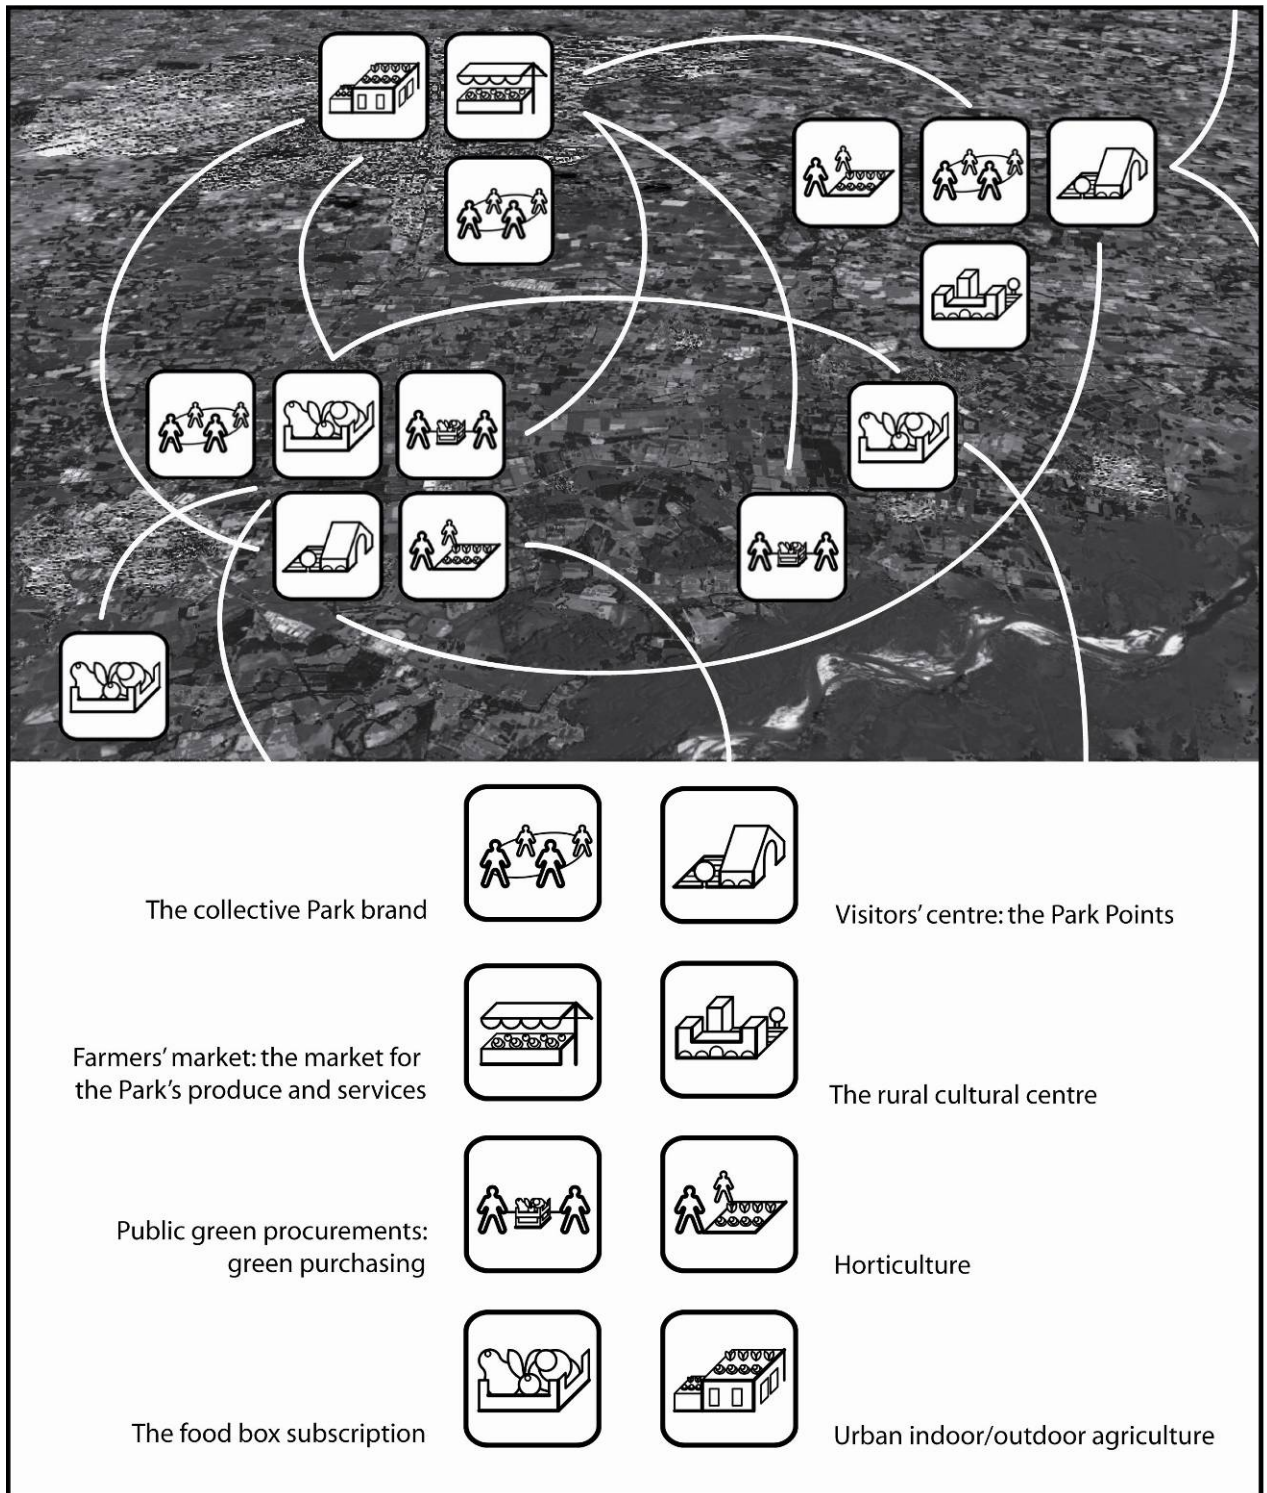 The collective Park brand
Visitors’ centre: the Park Points
Farmers’ market: the market for
the Park’s produce and services
The rural cultural centre
Public green procurements:
green purchasing
Horticulture
The food box subscription
Urban indoor/outdoor agriculture